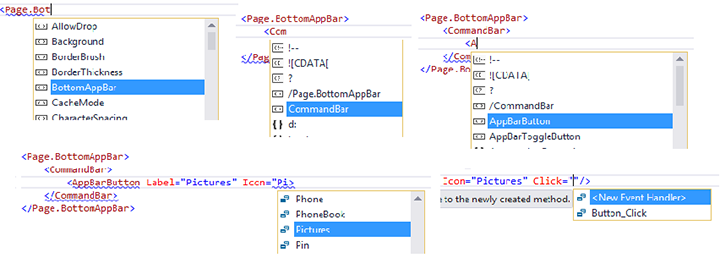 <Page.Bot
AllowDrop
Background
BorderBrush
BorderThickness
BottomAppBar
CacheMode
CharacterSpacing
<Page.BottomAppBar>
<Com
</Pag
!--
![CDATA[
?
/Page.BottomAppBar
CommandBar
d:
<Page.BottomAppBar>
<CommandBar>
<A
</Com
</Page.Bo
!--
![CDATA[
?
/CommandBar
AppBarButton
AppBarToggleButton
<Page.BottomAppBar>
<CommandBar>
<AppBarButton Label="Pictures" Icon="Pi>
</CommandBar>
</Page.BottomAppBar>
Phone
PhoneBook
Pictures
Pin
Icon="Pictures" Click=""/>
e to the newly created method.
<New Event Handler>
Button_Click